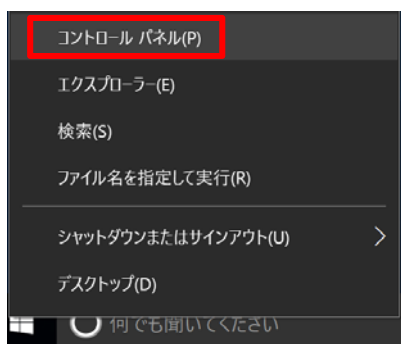 コントロール パネル(P)
エクスプローラー(E)
検索(S)
ファイル名を指定して実行(R)
シャットダウンまたはサインアウト(U)
デスクトップ(D)
何でも聞いてください